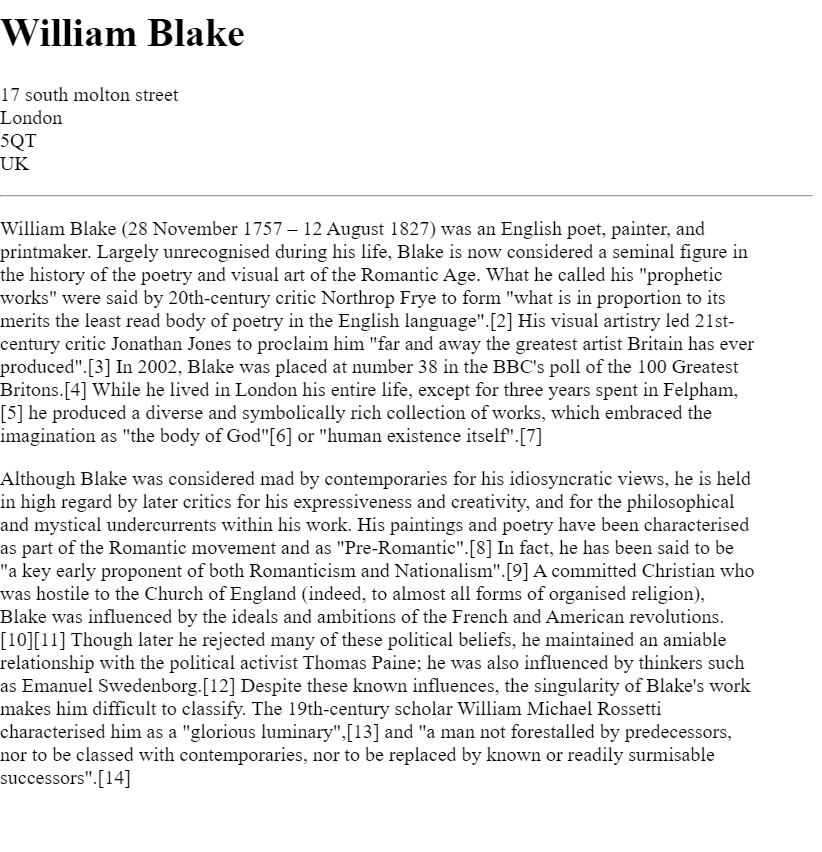 William Blake
17 south molton street
London
5QT
UK
William Blake (28 November 1757 – 12 August 1827) was an English poet, painter, and
printmaker. Largely unrecognised during his life, Blake is now considered a seminal figure in
the history of the poetry and visual art of the Romantic Age. What he called his "prophetic
works" were said by 20th-century critic Northrop Frye to form "what is in proportion to its
merits the least read body of poetry in the English language".[2] His visual artistry led 21st-
century critic Jonathan Jones to proclaim him "far and away the greatest artist Britain has ever
produced".[3] In 2002, Blake was placed at number 38 in the BBC's poll of the 100 Greatest
Britons.[4] While he lived in London his entire life, except for three years spent in Felpham,
[5] he produced a diverse and symbolically rich collection of works, which embraced the
imagination as "the body of God"[6] or "human existence itself".[7]
Although Blake was considered mad by contemporaries for his idiosyncratic views, he is held
in high regard by later critics for his expressiveness and creativity, and for the philosophical
and mystical undercurrents within his work. His paintings and poetry have been characterised
as part of the Romantic movement and as "Pre-Romantic".[8] In fact, he has been said to be
"a key early proponent of both Romanticism and Nationalism".[9] A committed Christian who
was hostile to the Church of England (indeed, to almost all forms of organised religion),
Blake was influenced by the ideals and ambitions of the French and American revolutions.
[10][11] Though later he rejected many of these political beliefs, he maintained an amiable
relationship with the political activist Thomas Paine; he was also influenced by thinkers such
as Emanuel Swedenborg.[12] Despite these known influences, the singularity of Blake's work
makes him difficult to classify. The 19th-century scholar William Michael Rossetti
characterised him as a "glorious luminary",[13] and "a man not forestalled by predecessors,
nor to be classed with contemporaries, nor to be replaced by known or readily surmisable
successors".[14]